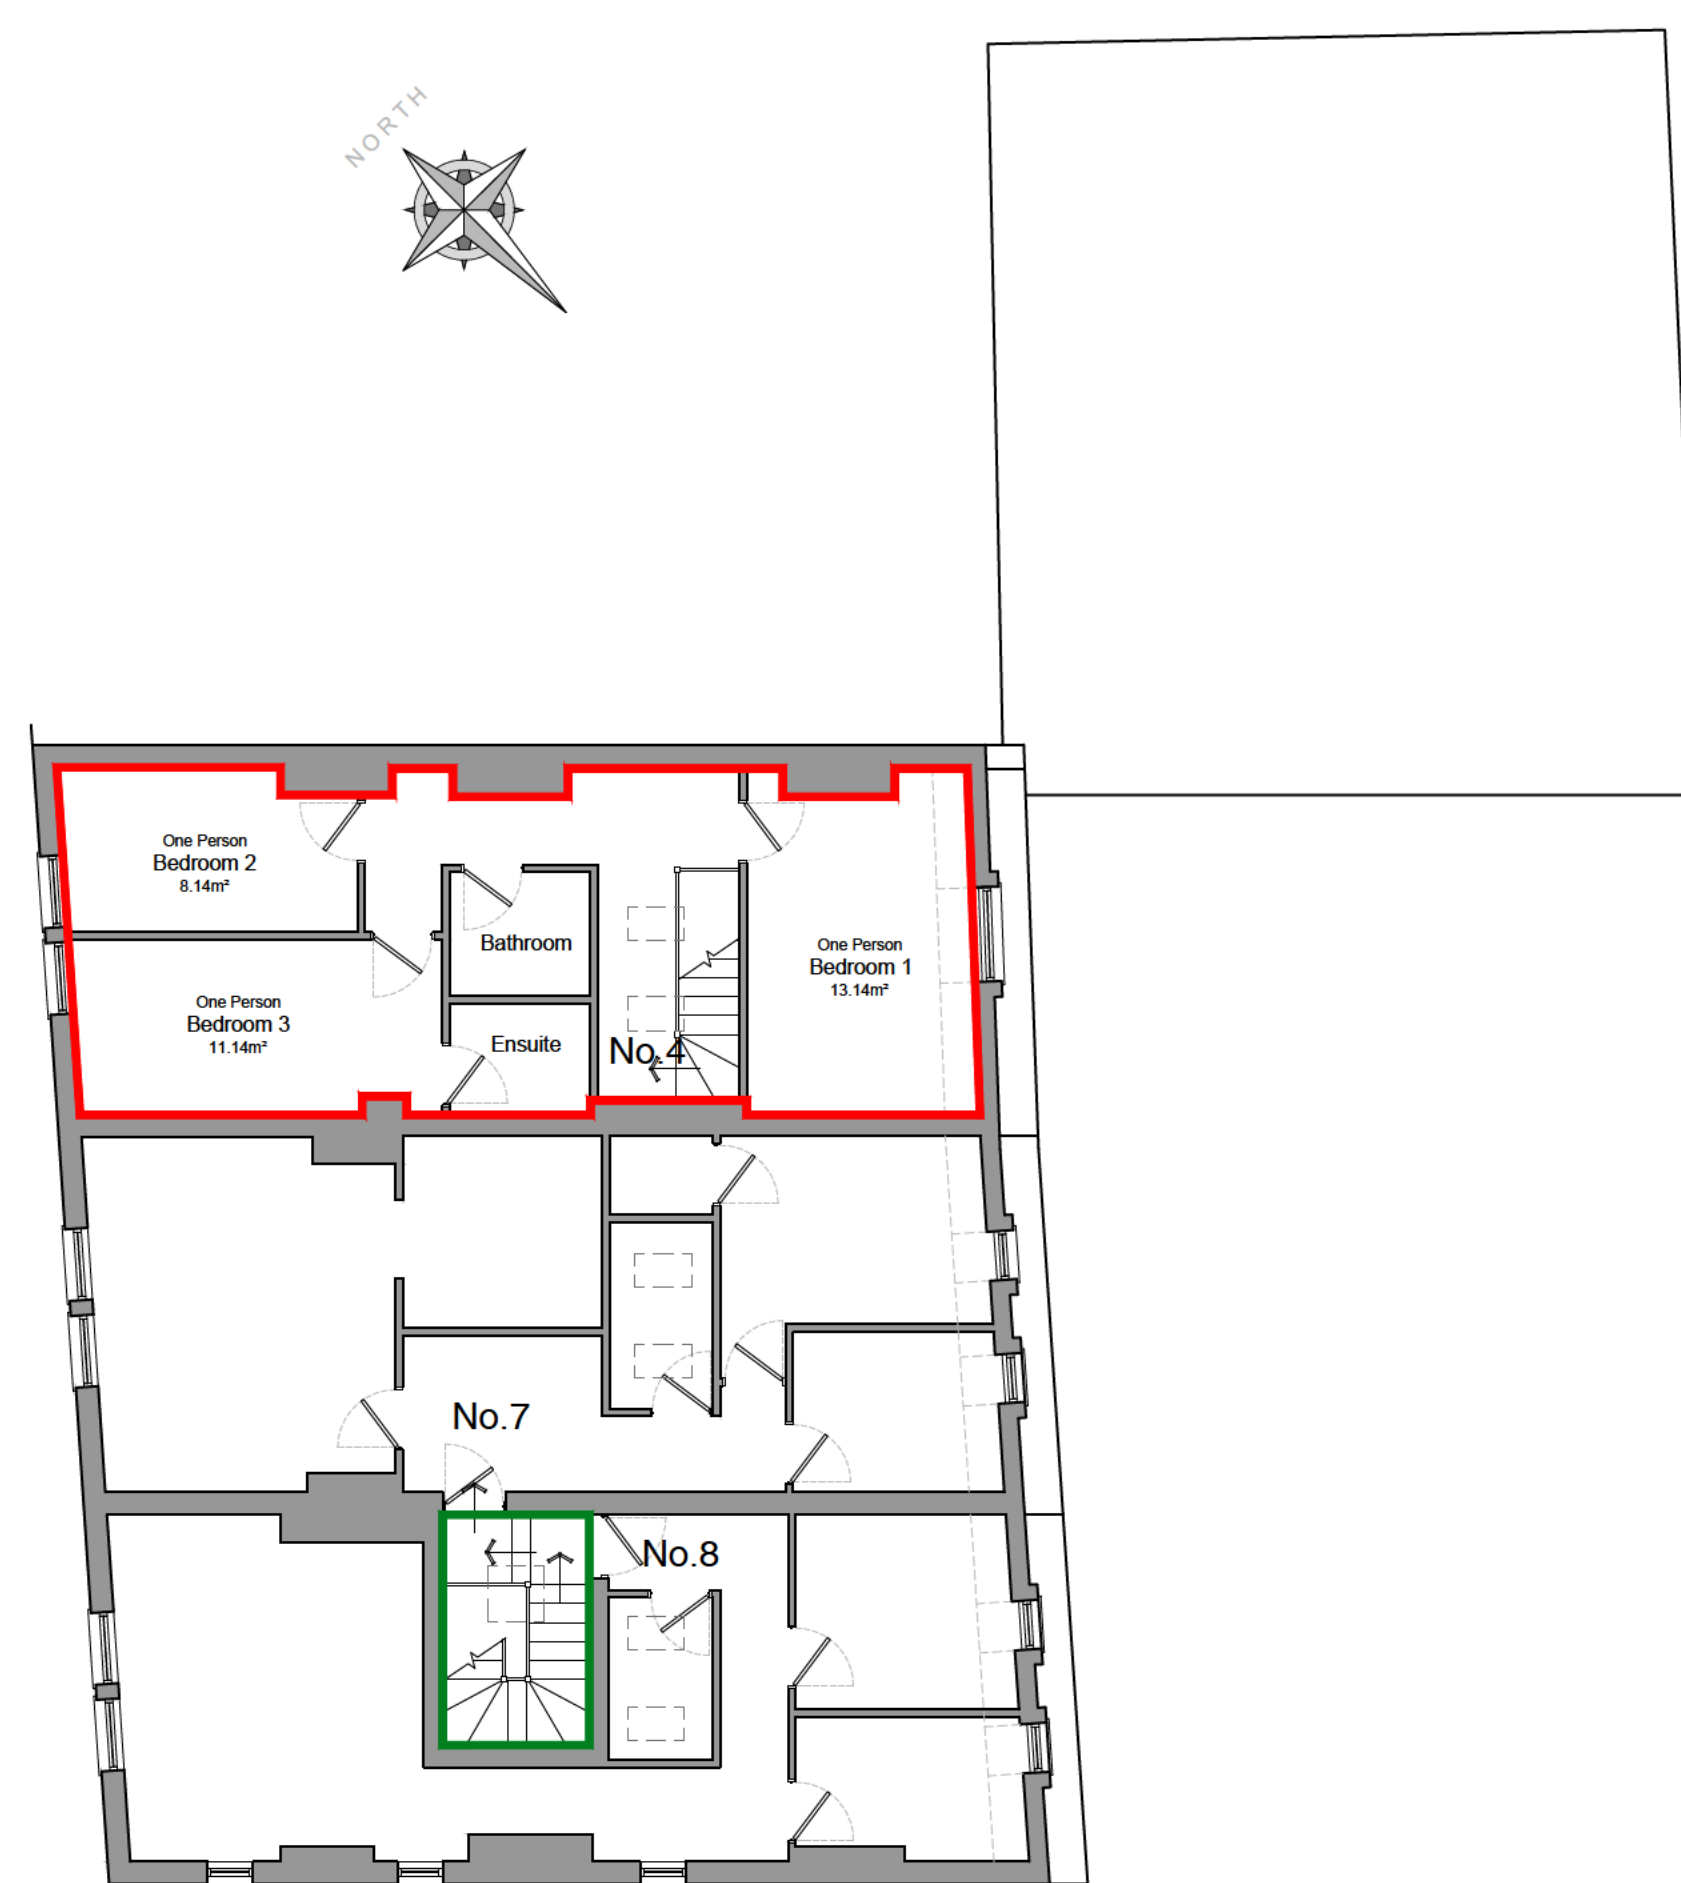 NORTH
One Person
Bedroom 2
8.14m²
One Person
Bedroom 3
11.14m²
Bathroom
Ensuite
No.4
One Person
Bedroom 1
13.14m²
No.7
No.8